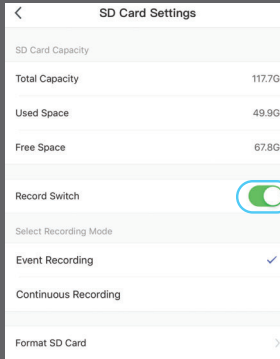 SD Card Settings
SD Card Capacity
Total Capacity 117.7G
Used Space 49.9G
Free Space 67.8G
Record Switch
Select Recording Mode
Event Recording
Continuous Recording
Format SD Card